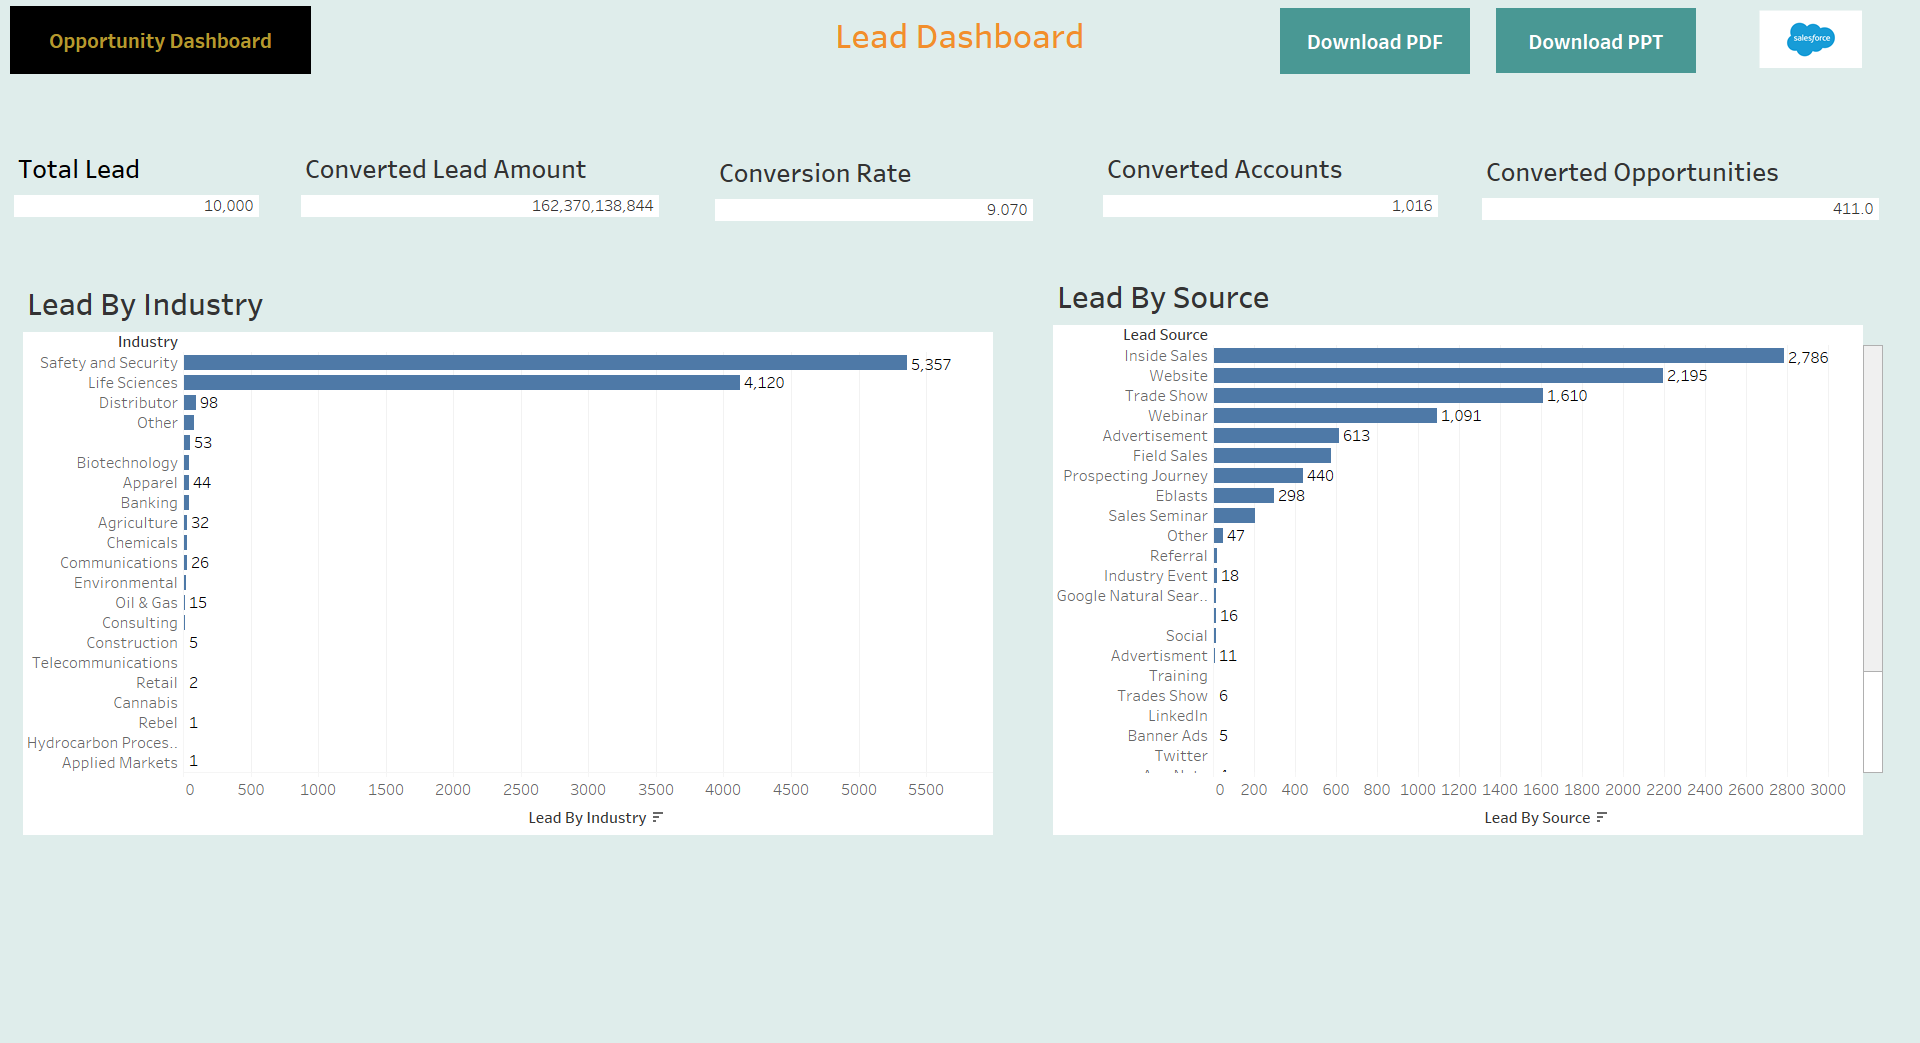 Opportunity Dashboard
Lead Dashboard
Download PDF
Download PPT
salesforce
Total Lead
10,000
Converted Lead Amount
162,370,138,844
Conversion Rate
9.070
Converted Accounts
1,016
Converted Opportunities
411.0
Lead By Industry
Industry
Safety and Security 5,357
Life Sciences 4,120
Distributor 98
Other
53
Biotechnology
Apparel 44
Banking
Agriculture 32
Chemicals
Communications 26
Environmental
Oil & Gas 15
Consulting
Construction 5
Telecommunications
Retail 2
Cannabis
Rebel 1
Hydrocarbon Proces..
Applied Markets 1
0 500 1000 1500 2000 2500 3000 3500 4000 4500 5000 5500
Lead By Industry
Lead By Source
Lead Source
Inside Sales 2,786
Website 2,195
Trade Show 1,610
Webinar 1,091
Advertisement 613
Field Sales
Prospecting Journey 440
Eblasts 298
Sales Seminar
Other 47
Referral
Industry Event 18
Google Natural Sear..
16
Social
Advertisment 11
Training
Trades Show 6
LinkedIn
Banner Ads 5
Twitter
0 200 400 600 800 1000 1200 1400 1600 1800 2000 2200 2400 2600 2800 3000
Lead By Source